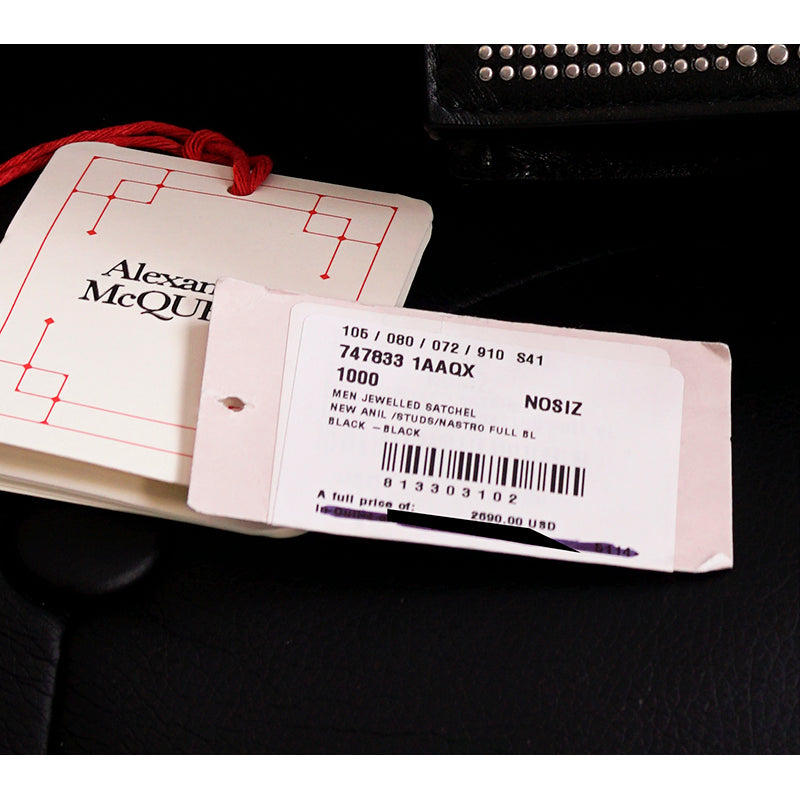 Alexan
McQUE
105 / 080 / 072 / 910 S41
747833 1AAQX
1000 NOSIZ
MEN JEWELLED SATCHEL
NEW ANIL /STUDS/NASTRO FULL BL
BLACK -BLACK
813303102
A full price of: 2690.00 USD